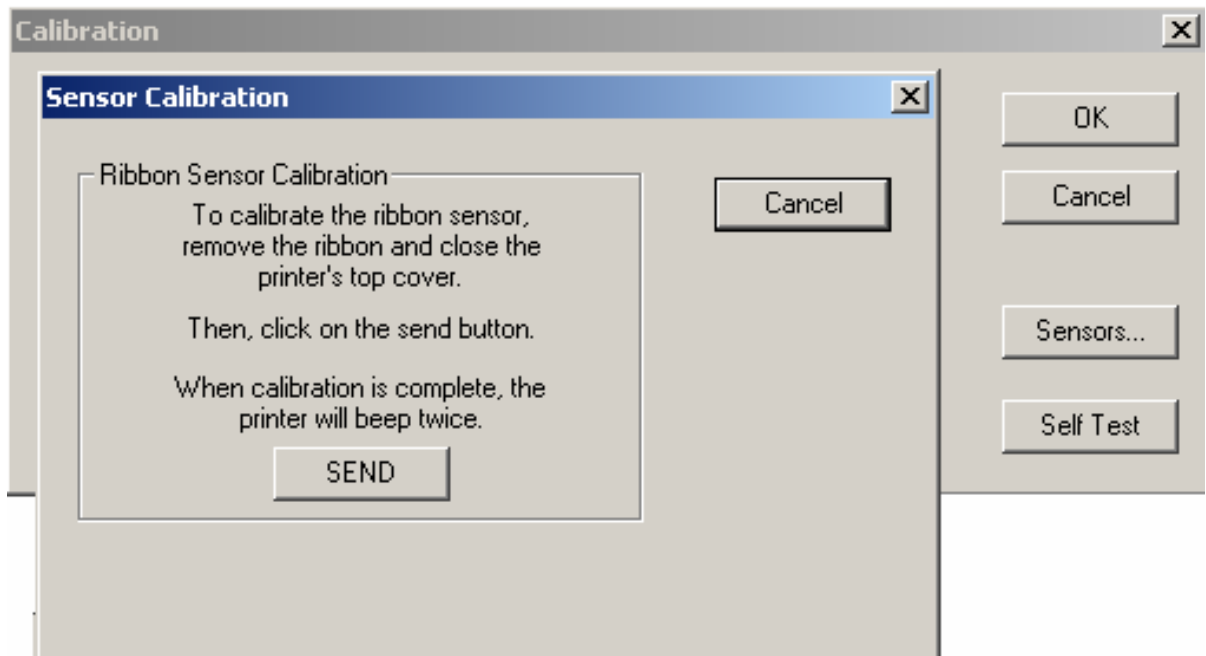 Calibration
Sensor Calibration
Ribbon Sensor Calibration
To calibrate the ribbon sensor,
remove the ribbon and close the
printer's top cover.
Then, click on the send button.
When calibration is complete, the
printer will beep twice.
SEND
Cancel
OK
Cancel
Sensors...
Self Test